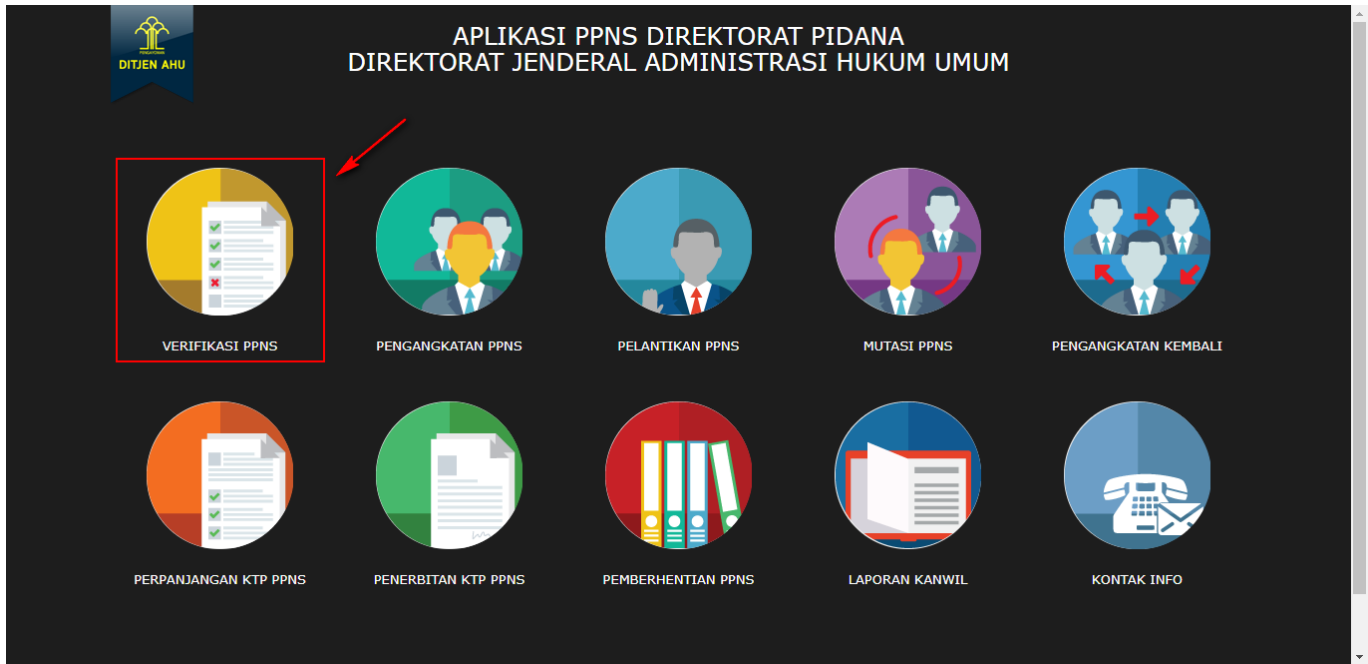 PENGAYOMAN
DITJEN AHU
APLIKASI PPNS DIREKTORAT PIDANA
DIREKTORAT JENDERAL ADMINISTRASI HUKUM UMUM
VERIFIKASI PPNS
PENGANGKATAN PPNS
PELANTIKAN PPNS
MUTASI PPNS
PENGANGKATAN KEMBALI
PERPANJANGAN KTP PPNS
PENERBITAN KTP PPNS
PEMBERHENTIAN PPNS
LAPORAN KANWIL
KONTAK INFO